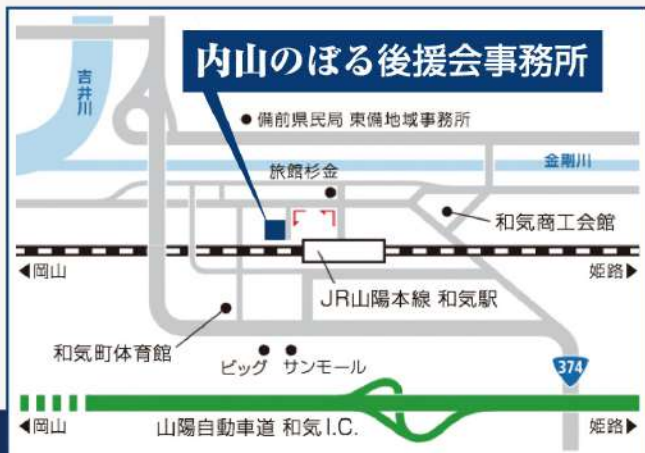 内山のぼる後援会事務所
吉井川
備前県民局 東備地域事務所
金剛川
旅館杉金
和気商工会館
◀岡山
姫路▶
JR山陽本線 和気駅
和気町体育館
ビッグ
サンモール
374
◀岡山
山陽自動車道 和気I.C.
姫路▶